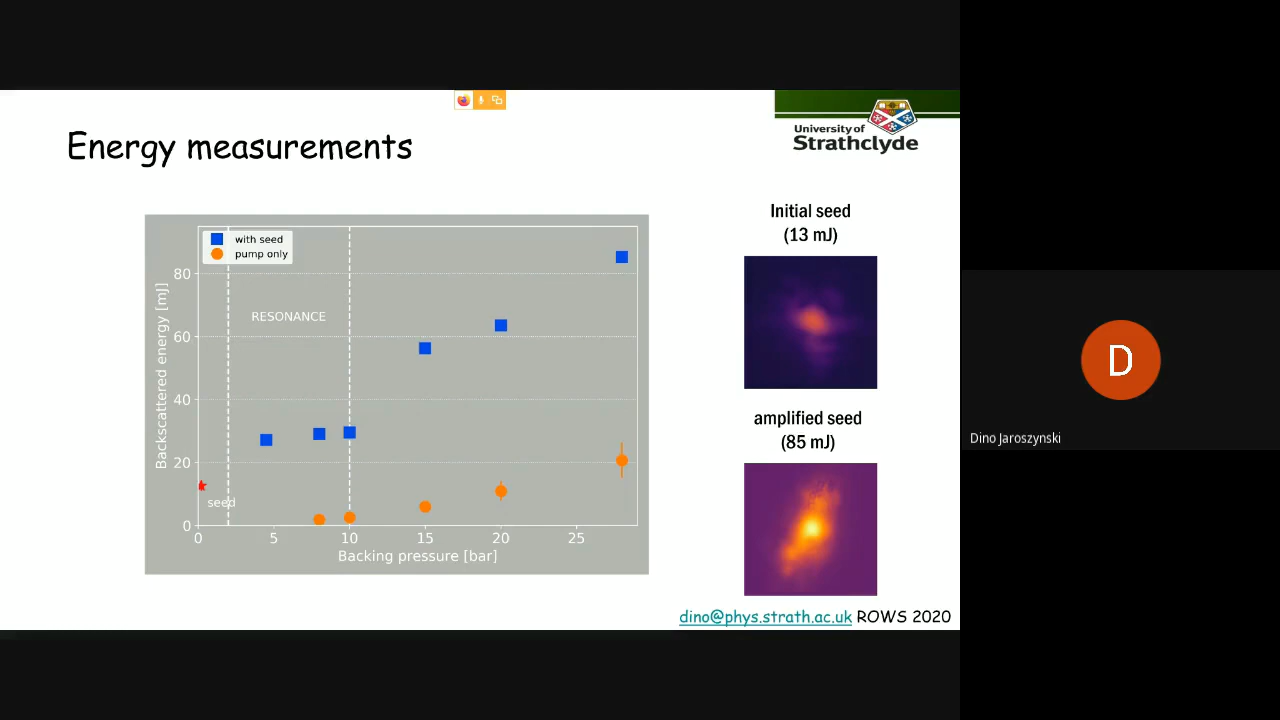 Energy measurements
University of
Strathclyde
Initial seed
(13 mJ)
with seed
pump only
RESONANCE
seed
Backscattered energy [mJ]
80
60
40
20
0
0 5 10 15 20 25
Backing pressure [bar]
amplified seed
(85 mJ)
dino@phys.strath.ac.uk ROWS 2020
D
Dino Jaroszynski